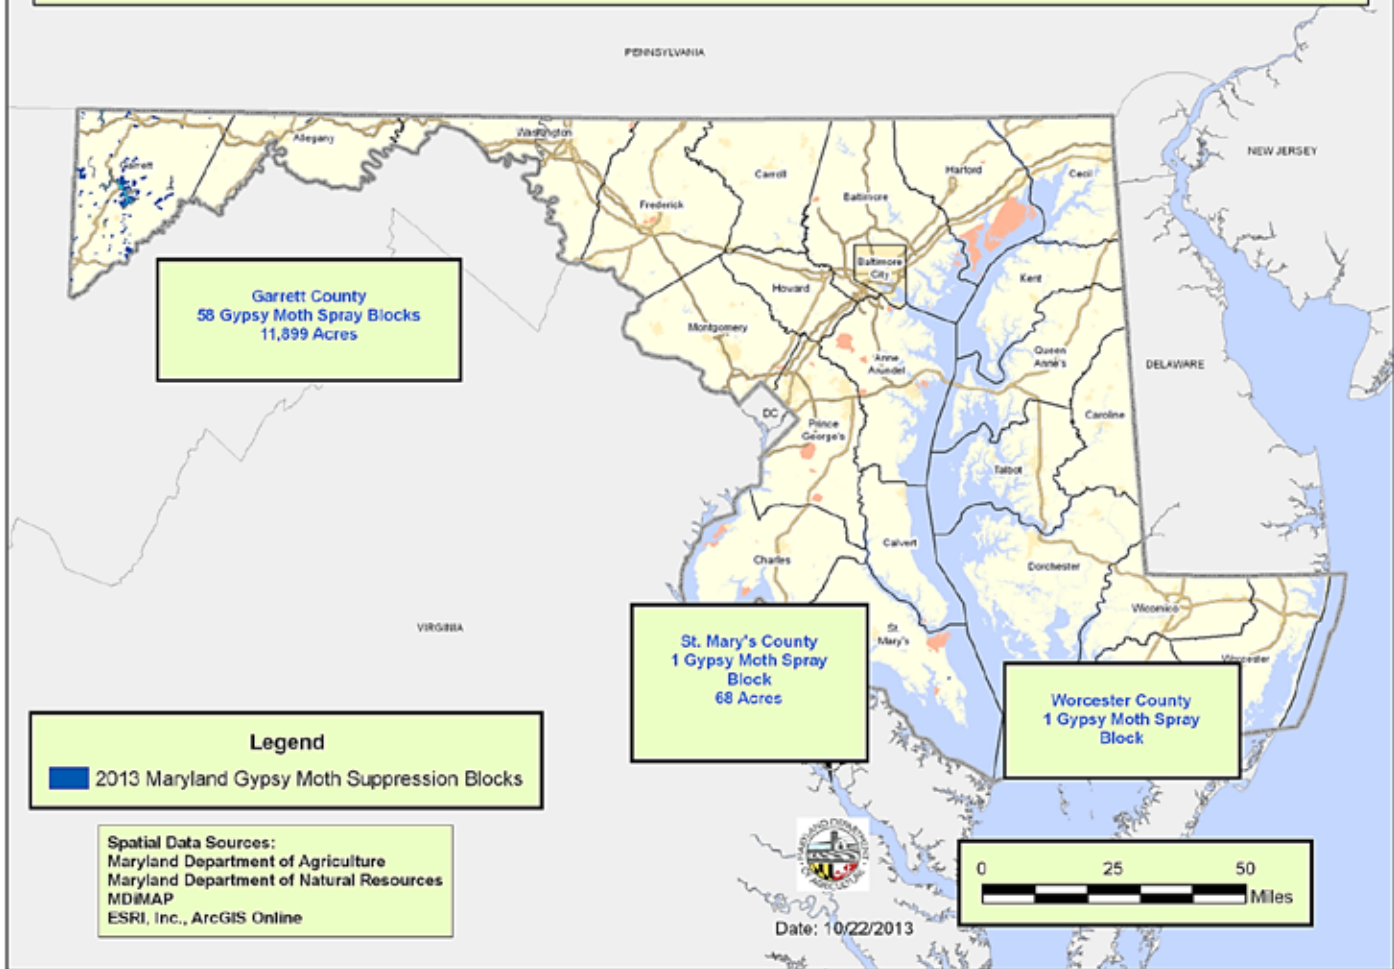 PENNSYLVANIA
NEW JERSEY
Allegany
Washington
Garrett
Carroll
Harford
Cecil
Frederick
Baltimore
Baltimore
City
Kent
Howard
Garrett County
58 Gypsy Moth Spray Blocks
11,899 Acres
Montgomery
Anne
Arundel
Queen
Anne's
DELAWARE
DC
Prince
George's
Caroline
Talbot
Calvert
Charles
Dorchester
Wicomico
VIRGINIA
St.
Mary's
Worcester
St. Mary's County
1 Gypsy Moth Spray
Block
68 Acres
Worcester County
1 Gypsy Moth Spray
Block
Legend
2013 Maryland Gypsy Moth Suppression Blocks
Spatial Data Sources:
Maryland Department of Agriculture
Maryland Department of Natural Resources
MDiMAP
ESRI, Inc., ArcGIS Online
MARYLAND DEPARTMENT
OF AGRICULTURE
Date: 10/22/2013
0 25 50
Miles